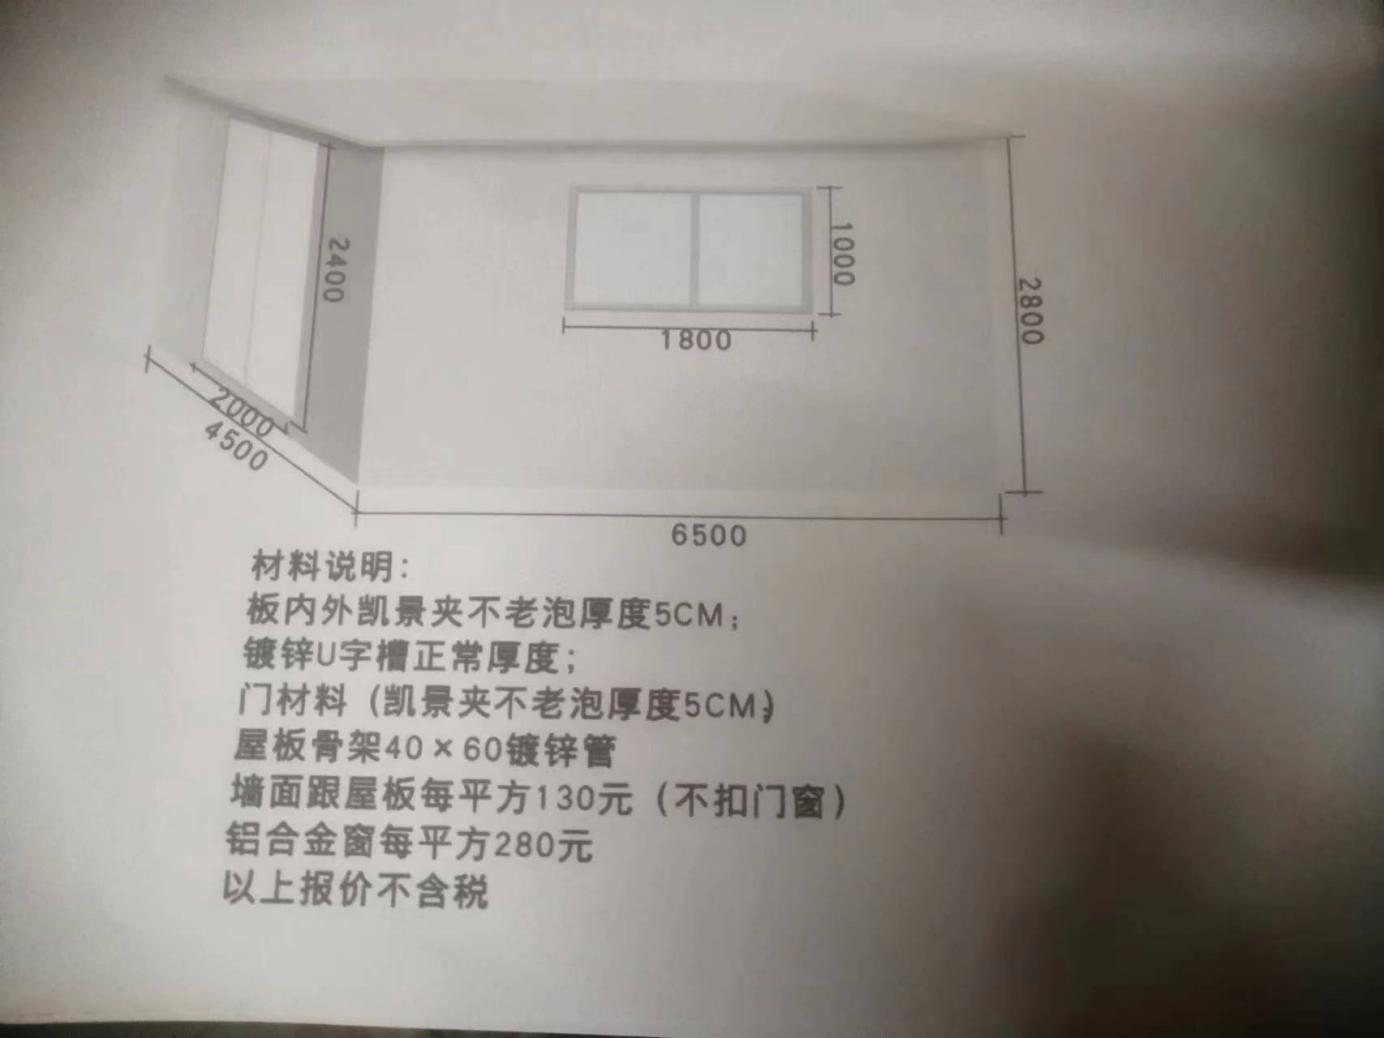 2400
1000
1800
2800
2000
4500
6500
材料说明：
板内外凯景夹不老泡厚度5CM；
镀锌U字槽正常厚度；
门材料（凯景夹不老泡厚度5CM）；
屋板骨架40×60镀锌管
墙面跟屋板每平方130元（不扣门窗）
铝合金窗每平方280元
以上报价不含税